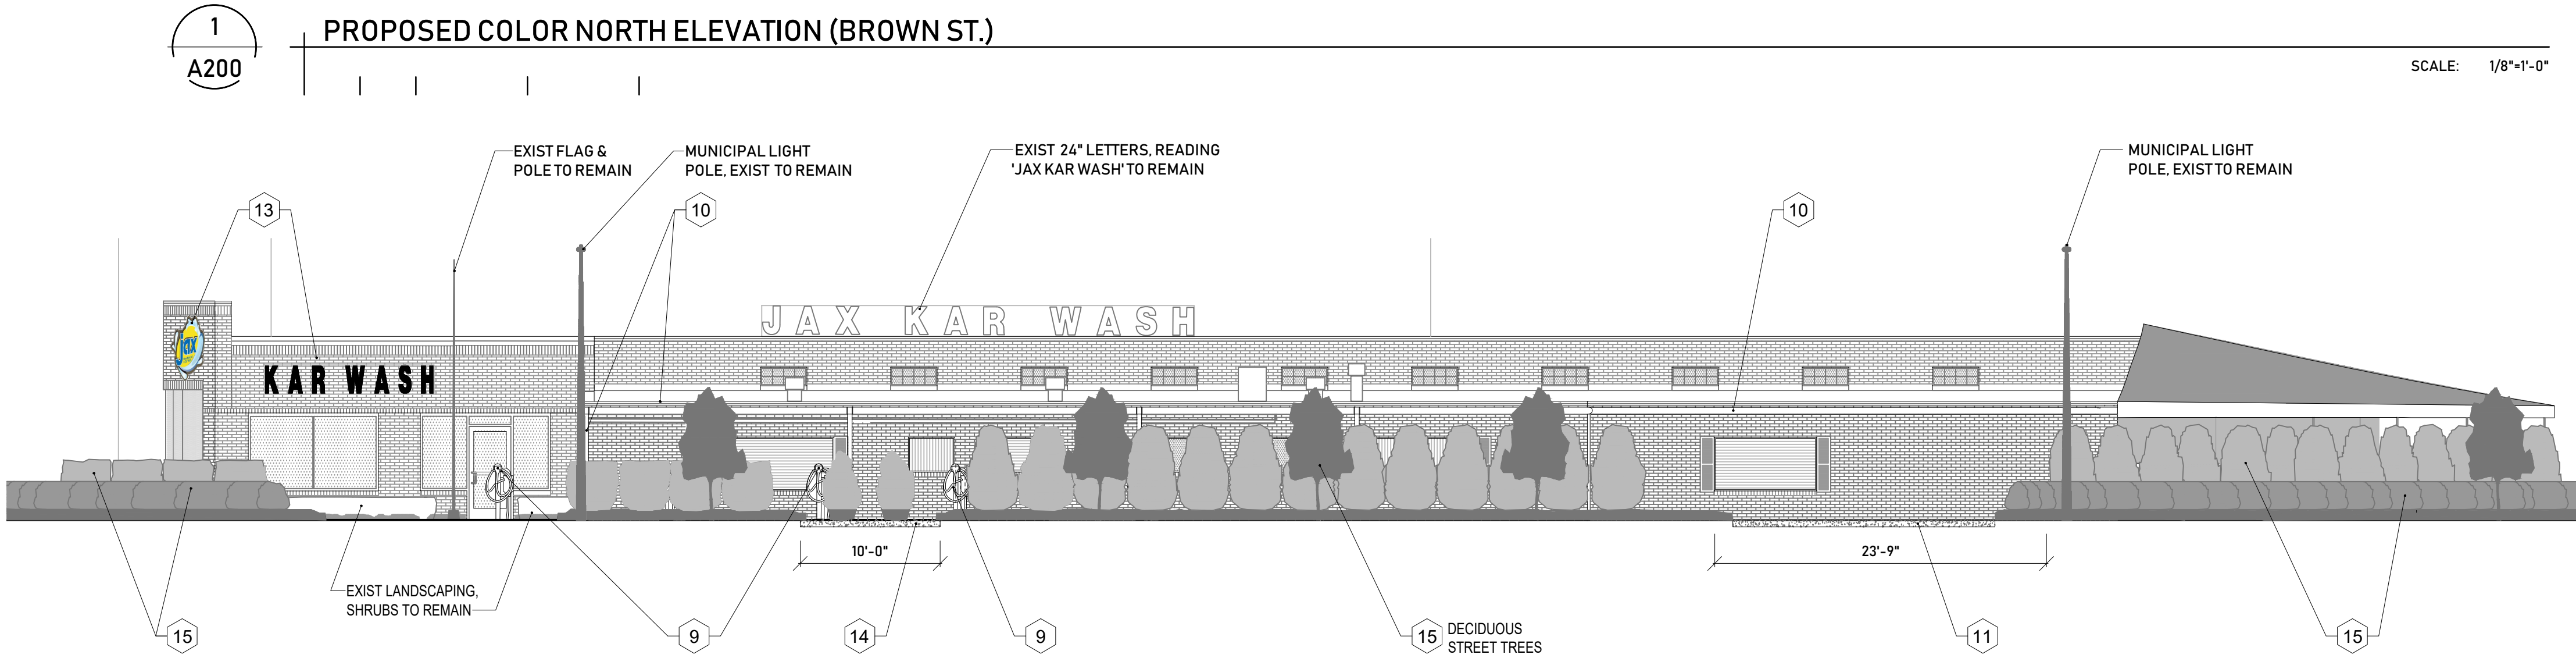 1
A200
PROPOSED COLOR NORTH ELEVATION (BROWN ST.)
SCALE: 1/8"=1'-0"
EXIST FLAG &
POLE TO REMAIN
MUNICIPAL LIGHT
POLE, EXIST TO REMAIN
EXIST 24" LETTERS, READING
'JAX KAR WASH' TO REMAIN
MUNICIPAL LIGHT
POLE, EXIST TO REMAIN
13
10
10
JAX KAR WASH
jax
KAR WASH
10'-0"
23'-9"
EXIST LANDSCAPING,
SHRUBS TO REMAIN
15
9
14
9
15
DECIDUOUS
STREET TREES
11
15